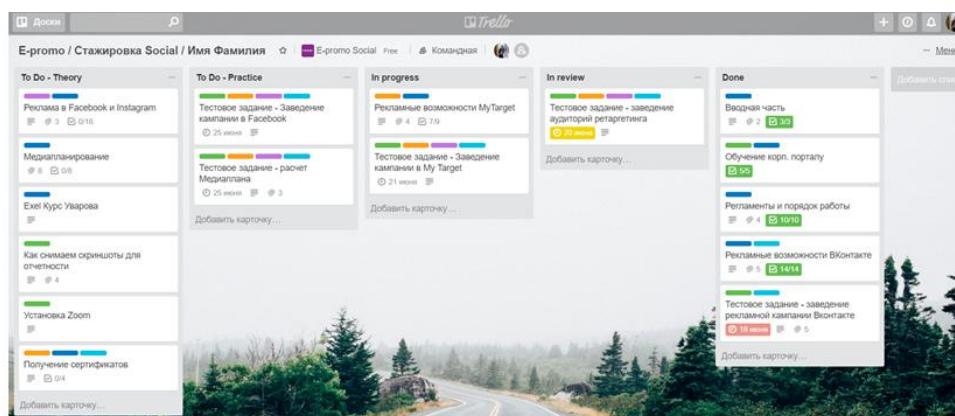 Доски
Trello
E-promo / Стажировка Social / Имя Фамилия
E-promo Social Free
Командная
To Do - Theory
Реклама в Facebook и Instagram
3 0/16
Медиапланирование
6 0/8
Exel Курс Уварова
Как снимаем скриншоты для
отчетности
4
Установка Zoom
Получение сертификатов
0/4
Добавить карточку…
To Do - Practice
Тестовое задание - Заведение
кампании в Facebook
25 июня
Тестовое задание - расчет
Медиаплана
25 июня 3
Добавить карточку…
In progress
Рекламные возможности MyTarget
4 7/9
Тестовое задание - Заведение
кампании в My Target
21 июня
Добавить карточку…
In review
Тестовое задание - заведение
аудиторий ретаргетинга
20 июня
Добавить карточку…
Done
Вводная часть
2 3/3
Обучение корп. порталу
5/5
Регламенты и порядок работы
4 10/10
Рекламные возможности ВКонтакте
5 14/14
Тестовое задание - заведение
рекламной кампании Вконтакте
5
Добавить карточку…
Добавить